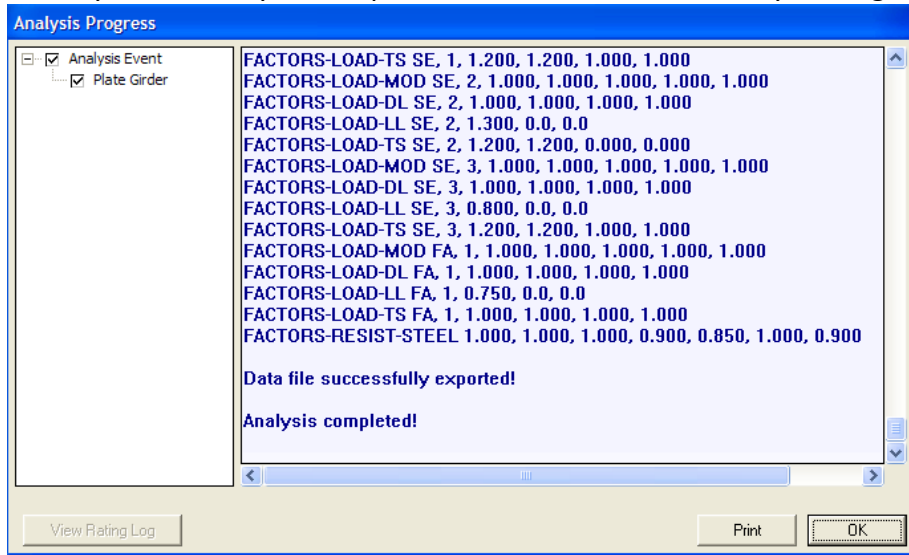 Analysis Progress
Analysis Event
Plate Girder
FACTORS-LOAD-TS SE, 1, 1.200, 1.200, 1.000, 1.000
FACTORS-LOAD-MOD SE, 2, 1.000, 1.000, 1.000, 1.000, 1.000
FACTORS-LOAD-DL SE, 2, 1.000, 1.000, 1.000, 1.000
FACTORS-LOAD-LL SE, 2, 1.300, 0.0, 0.0
FACTORS-LOAD-TS SE, 2, 1.200, 1.200, 0.000, 0.000
FACTORS-LOAD-MOD SE, 3, 1.000, 1.000, 1.000, 1.000, 1.000
FACTORS-LOAD-DL SE, 3, 1.000, 1.000, 1.000, 1.000
FACTORS-LOAD-LL SE, 3, 0.800, 0.0, 0.0
FACTORS-LOAD-TS SE, 3, 1.200, 1.200, 1.000, 1.000
FACTORS-LOAD-MOD FA, 1, 1.000, 1.000, 1.000, 1.000, 1.000
FACTORS-LOAD-DL FA, 1, 1.000, 1.000, 1.000, 1.000
FACTORS-LOAD-LL FA, 1, 0.750, 0.0, 0.0
FACTORS-LOAD-TS FA, 1, 1.000, 1.000, 1.000, 1.000
FACTORS-RESIST-STEEL 1.000, 1.000, 1.000, 0.900, 0.850, 1.000, 0.900
Data file successfully exported!
Analysis completed!
View Rating Log
Print
OK